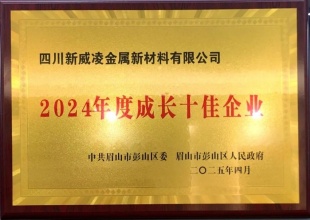 四川新威凌金属新材料有限公司
2024年度成长十佳企业
中共眉山市彭山区委 眉山市彭山区人民政府
二〇二五年四月